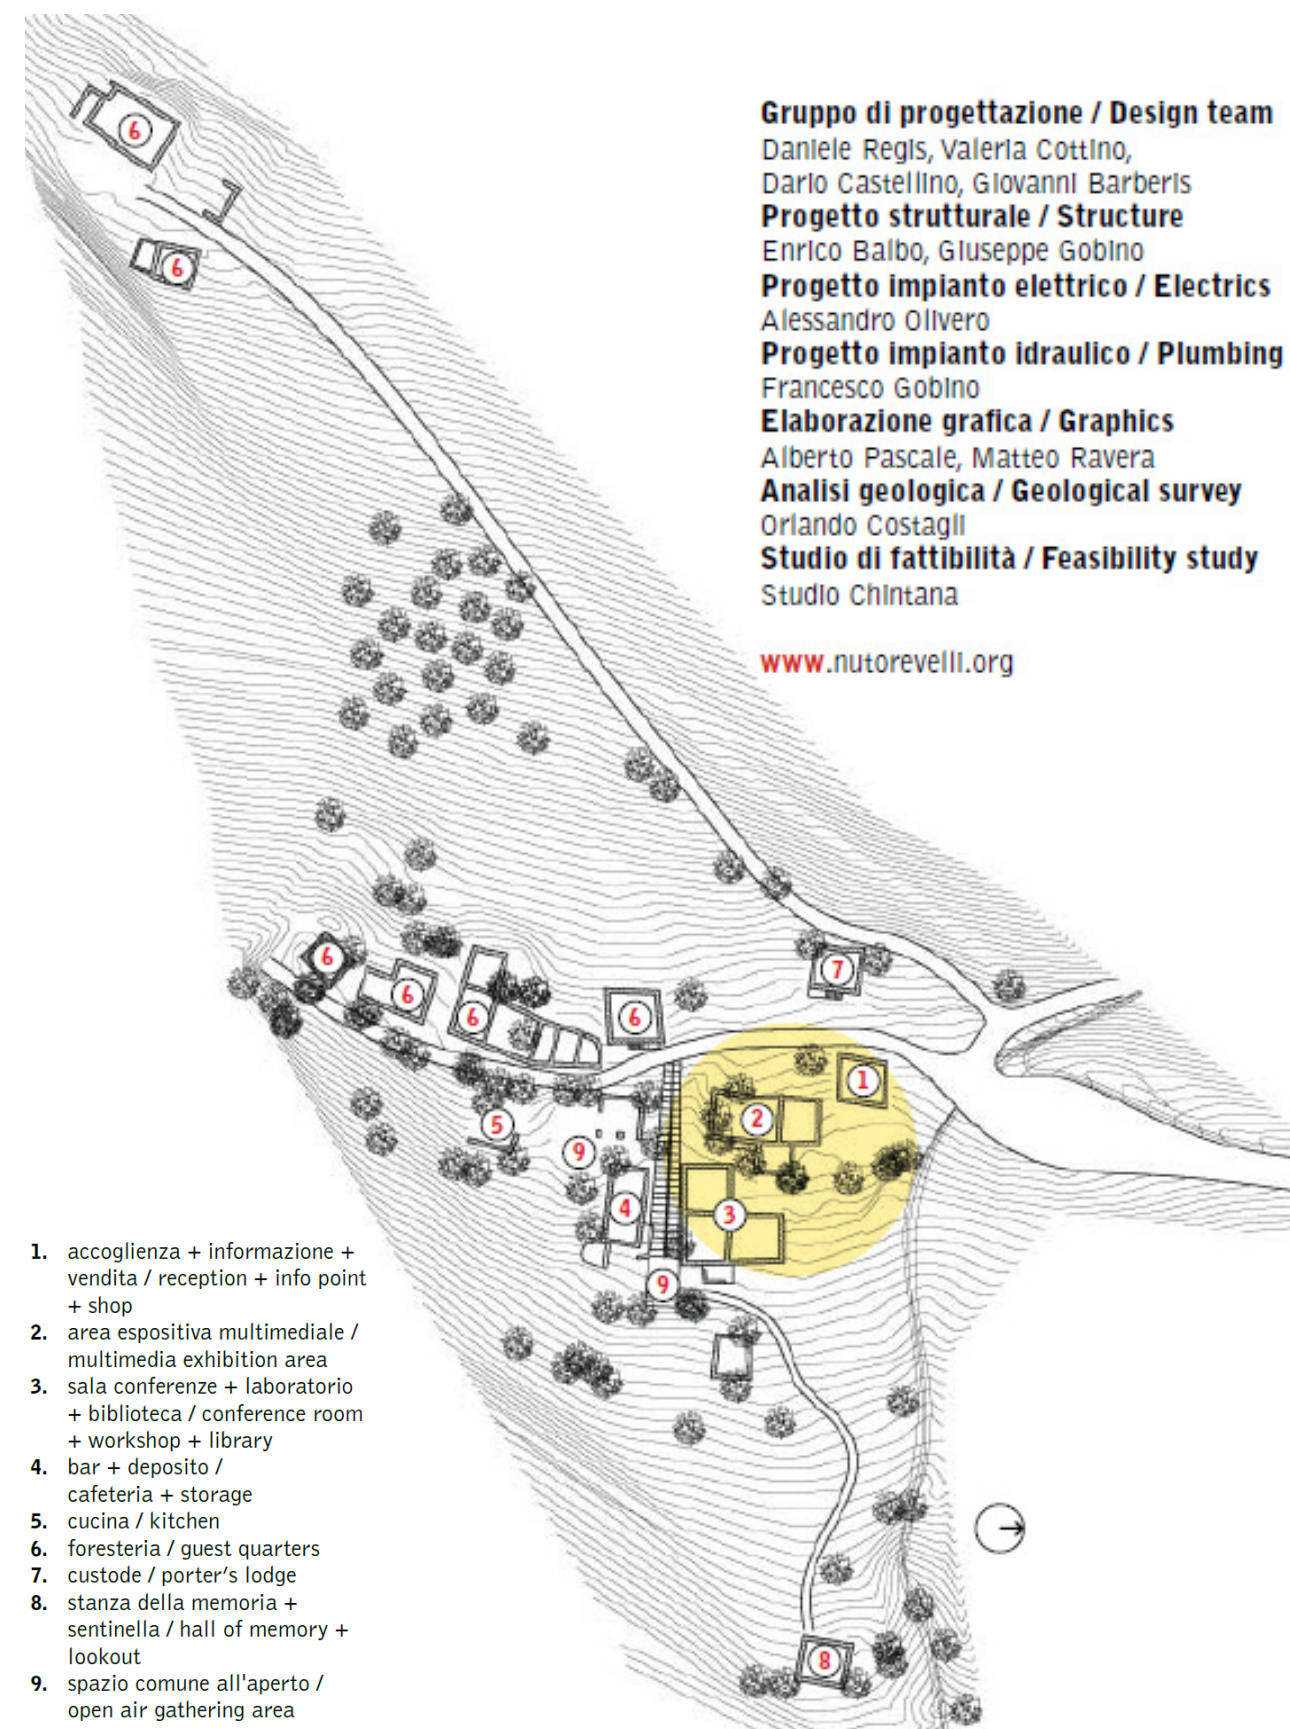 Gruppo di progettazione / Design team
Daniele Regis, Valeria Cottino,
Dario Castellino, Giovanni Barberis
Progetto strutturale / Structure
Enrico Balbo, Giuseppe Gobino
Progetto impianto elettrico / Electrics
Alessandro Olivero
Progetto impianto idraulico / Plumbing
Francesco Gobino
Elaborazione grafica / Graphics
Alberto Pascale, Matteo Ravera
Analisi geologica / Geological survey
Orlando Costagli
Studio di fattibilità / Feasibility study
Studio Chintana
www.nutorevelli.org
6
6
6
6
6
6
7
1
2
5
9
4
3
9
8
1. accoglienza + informazione +
vendita / reception + info point
+ shop
2. area espositiva multimediale /
multimedia exhibition area
3. sala conferenze + laboratorio
+ biblioteca / conference room
+ workshop + library
4. bar + deposito /
cafeteria + storage
5. cucina / kitchen
6. foresteria / guest quarters
7. custode / porter's lodge
8. stanza della memoria +
sentinella / hall of memory +
lookout
9. spazio comune all'aperto /
open air gathering area